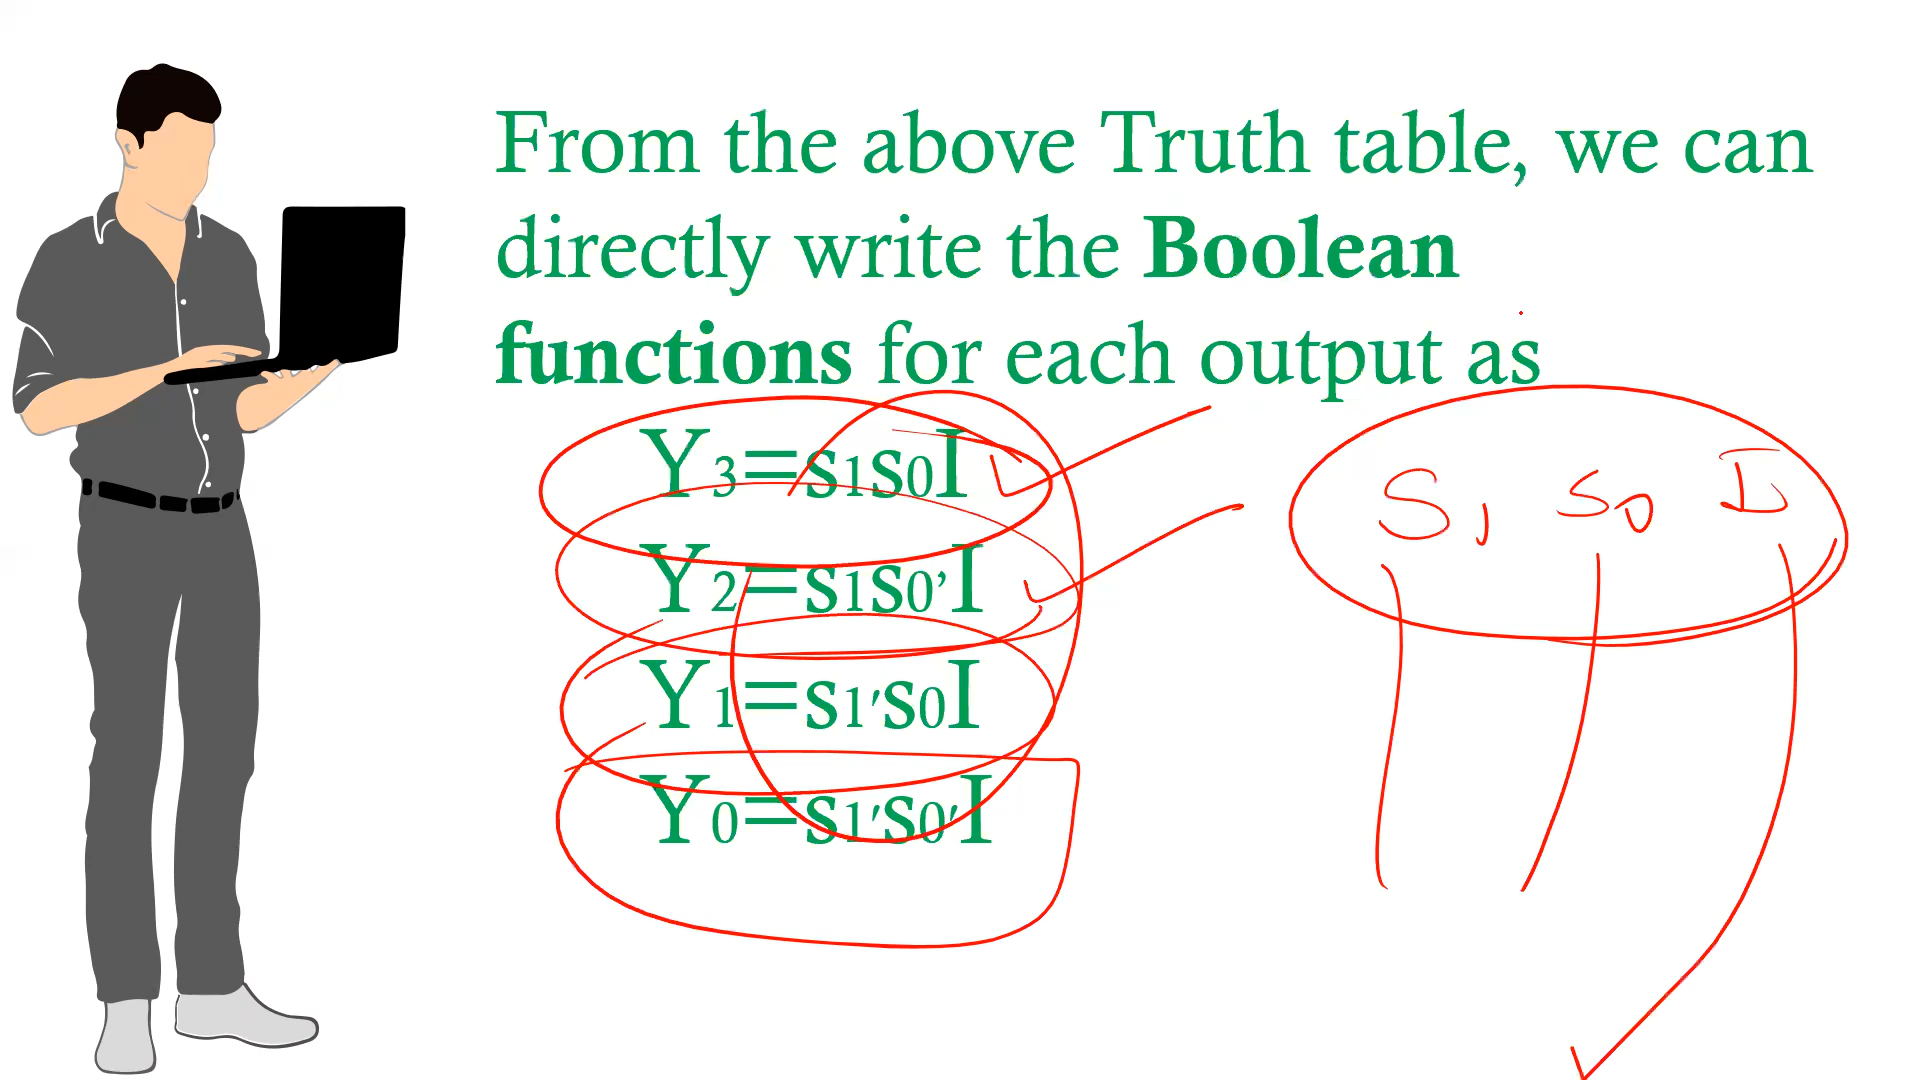 From the above Truth table, we can
directly write the Boolean
functions for each output as
Y3=s1s0I
Y2=s1s0’I
Y1=s1′s0I
Y0=s1′s0′I
S1 S0 I